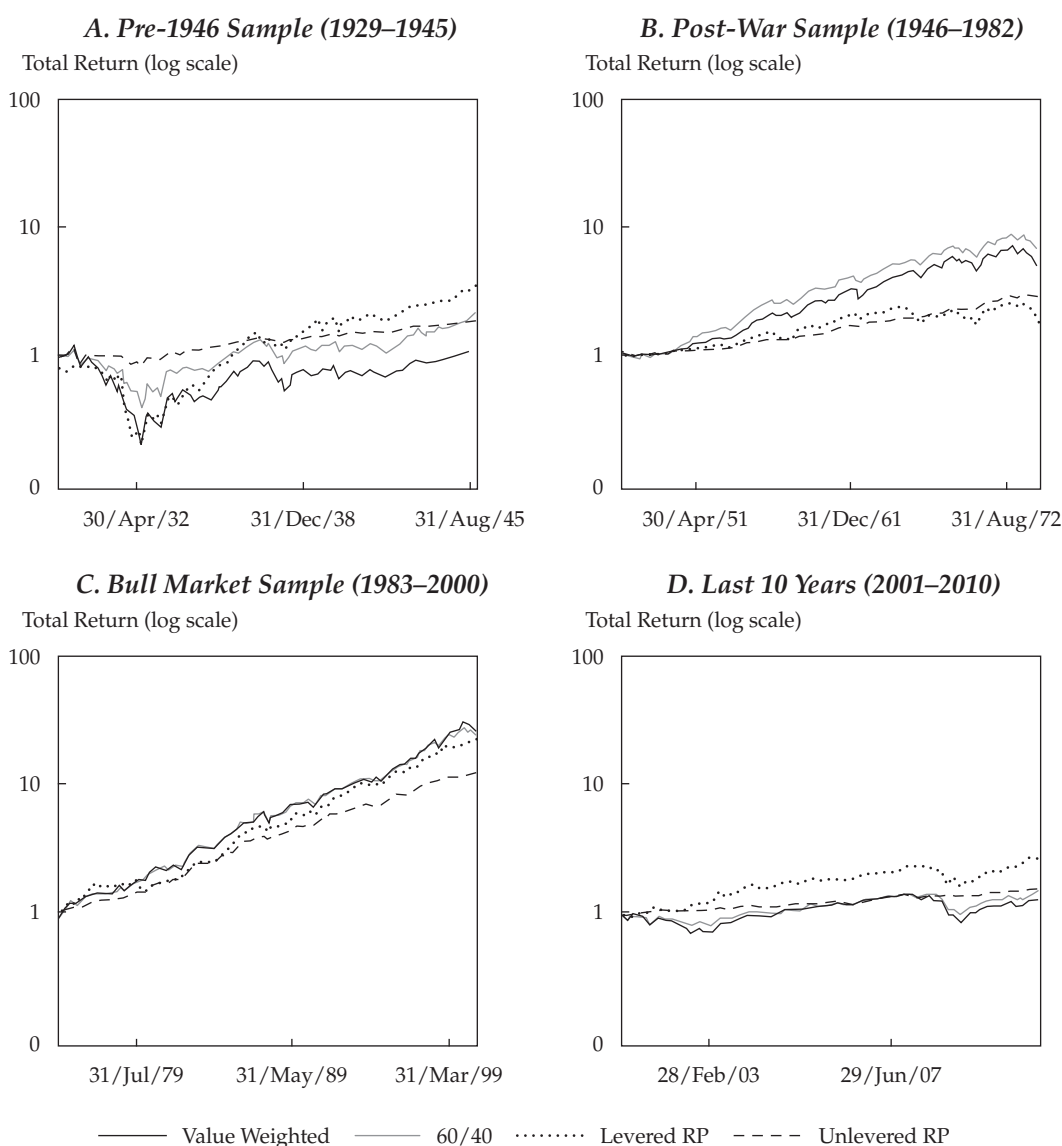 A. Pre-1946 Sample (1929–1945)
Total Return (log scale)
100
10
1
0
30/Apr/32 31/Dec/38 31/Aug/45
B. Post-War Sample (1946–1982)
Total Return (log scale)
100
10
1
0
30/Apr/51 31/Dec/61 31/Aug/72
C. Bull Market Sample (1983–2000)
Total Return (log scale)
100
10
1
0
31/Jul/79 31/May/89 31/Mar/99
D. Last 10 Years (2001–2010)
Total Return (log scale)
100
10
1
0
28/Feb/03 29/Jun/07
Value Weighted 60/40 Levered RP Unlevered RP